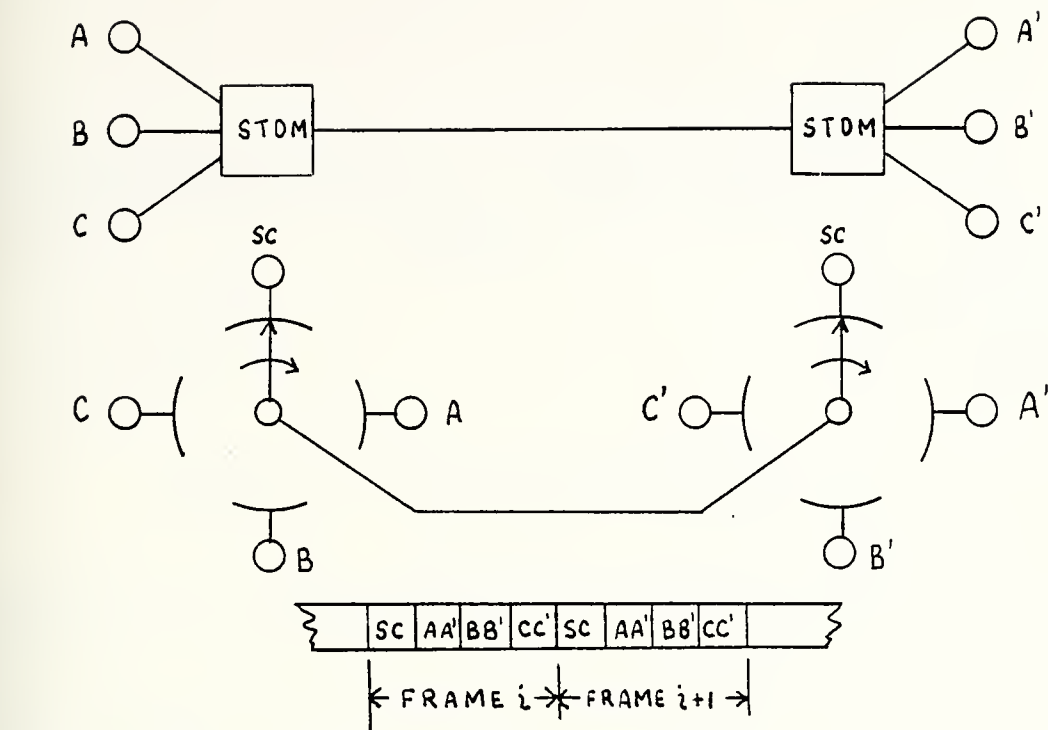 A A'
STDM STDM
B B'
C C'
SC SC
C A C' A'
B B'
SC AA' BB' CC' SC AA' BB' CC'
FRAME i FRAME i+1